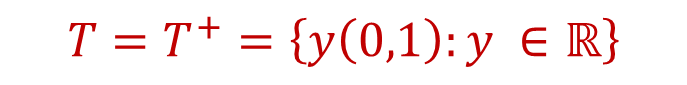 T = T⁺ = {y(0,1): y ∈ ℝ}